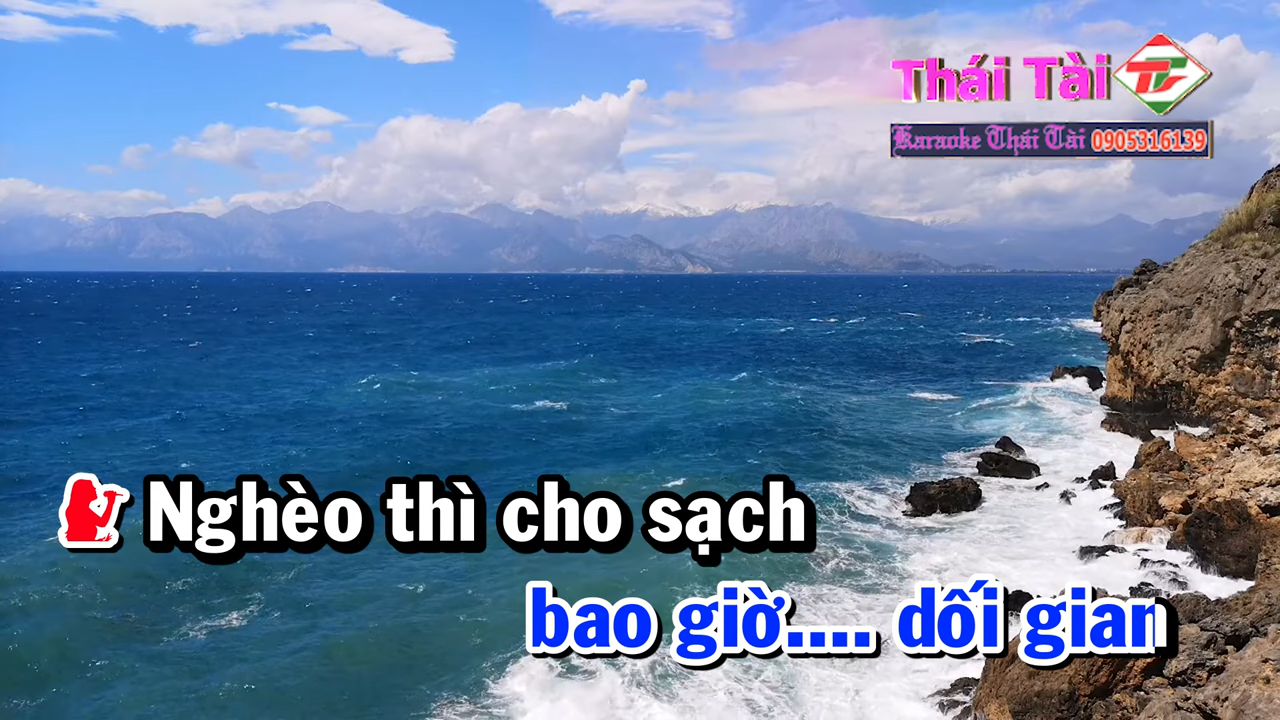 Thái Tài
Karaoke Thái Tài 0905316139
Nghèo thì cho sạch
bao giờ.... dối gian